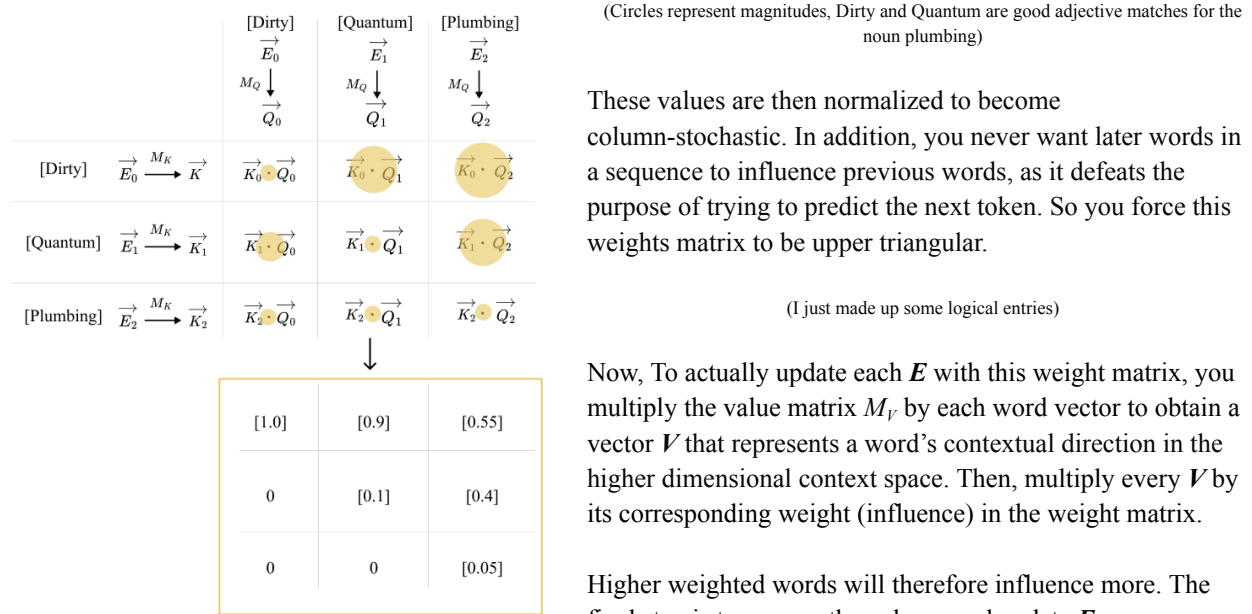 [Dirty] [Quantum] [Plumbing]
E₀ E₁ E₂
M_Q M_Q M_Q
Q₀ Q₁ Q₂
[Dirty] E₀ M_K K K₀ · Q₀ K₀ · Q₁ K₀ · Q₂
[Quantum] E₁ M_K K₁ K₁ · Q₀ K₁ · Q₁ K₁ · Q₂
[Plumbing] E₂ M_K K₂ K₂ · Q₀ K₂ · Q₁ K₂ · Q₂
[1.0] [0.9] [0.55]
0 [0.1] [0.4]
0 0 [0.05]
(Circles represent magnitudes, Dirty and Quantum are good adjective matches for the
noun plumbing)
These values are then normalized to become
column-stochastic. In addition, you never want later words in
a sequence to influence previous words, as it defeats the
purpose of trying to predict the next token. So you force this
weights matrix to be upper triangular.
(I just made up some logical entries)
Now, To actually update each E with this weight matrix, you
multiply the value matrix M_V by each word vector to obtain a
vector V that represents a word's contextual direction in the
higher dimensional context space. Then, multiply every V by
its corresponding weight (influence) in the weight matrix.
Higher weighted words will therefore influence more. The